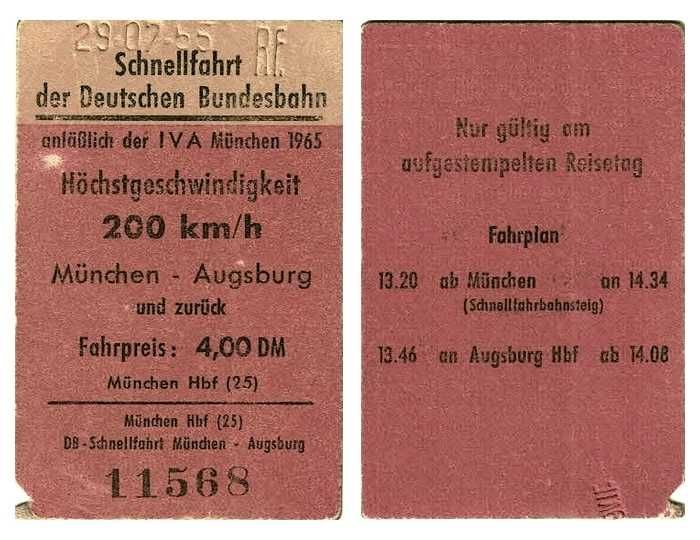 29.07.65 RF
Schnellfahrt
der Deutschen Bundesbahn
anläßlich der IVA München 1965
Höchstgeschwindigkeit
200 km/h
München - Augsburg
und zurück
Fahrpreis: 4,00 DM
München Hbf (25)
München Hbf (25)
DB-Schnellfahrt München - Augsburg
11568
Nur gültig am
aufgestempelten Reisetag
Fahrplan
13.20 ab München an 14.34
(Schnellfahrbahnsteig)
13.46 an Augsburg Hbf ab 14.08